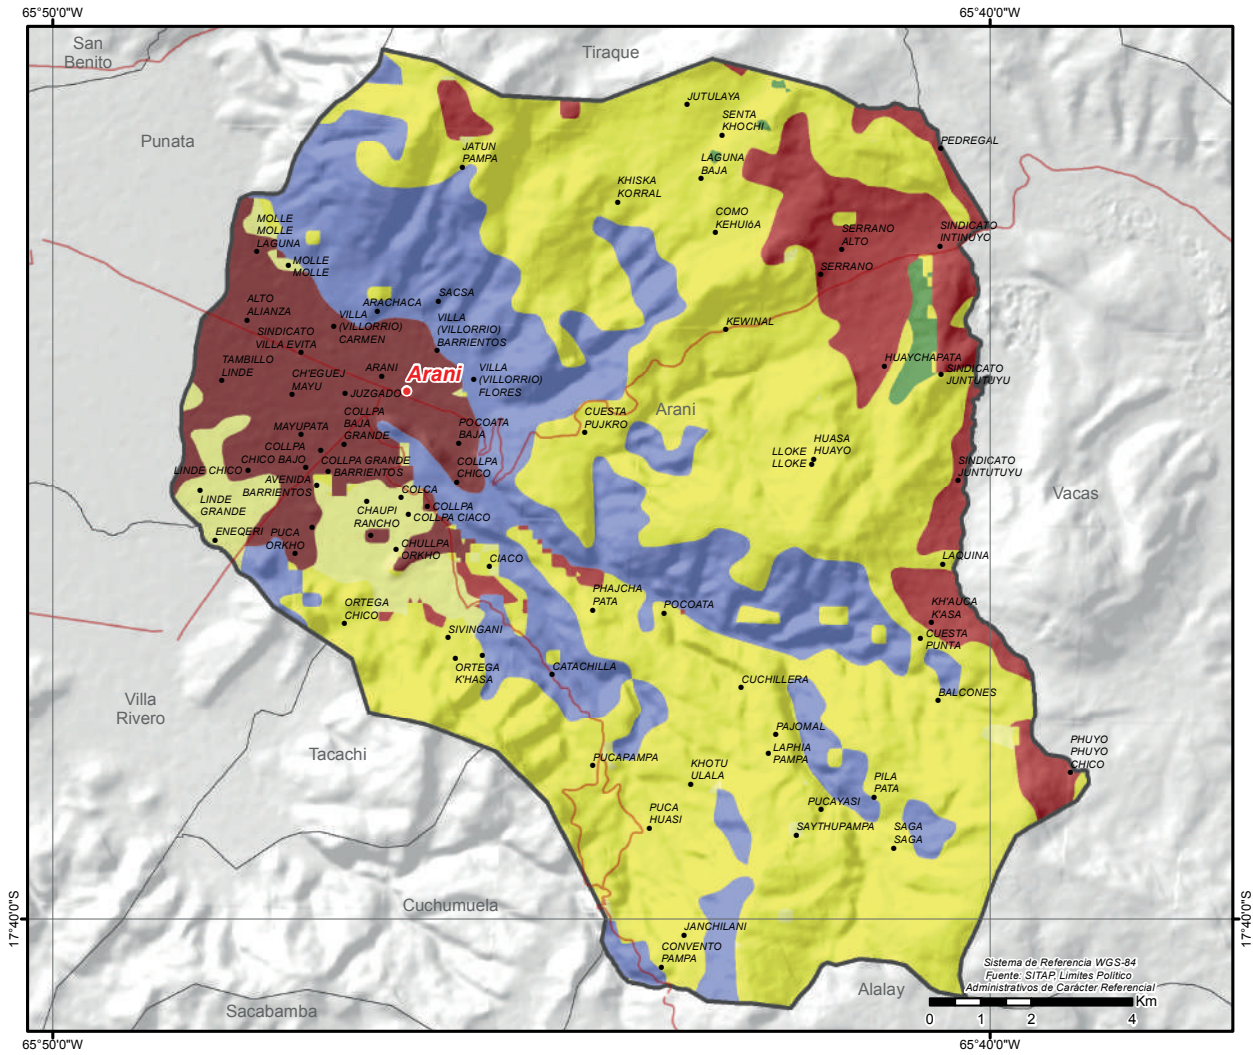 65°50'0"W
65°40'0"W
San
Benito
Tiraque
Punata
JUTULAYA
SENTA
KHOCHI
PEDREGAL
JATUN
PAMPA
LAGUNA
BAJA
KHISKA
KORRAL
MOLLE
MOLLE
LAGUNA
COMO
KEHUIóA
SERRANO
ALTO
SINDICATO
INTINUYO
MOLLE
MOLLE
SERRANO
SACSA
ARACHACA
ALTO
ALIANZA
VILLA
(VILLORRIO)
CARMEN
VILLA
(VILLORRIO)
BARRIENTOS
KEWINAL
SINDICATO
VILLA EVITA
TAMBILLO
LINDE
CH'EGUEJ
MAYU
ARANI
Arani
VILLA
(VILLORRIO)
FLORES
HUAYCHAPATA
SINDICATO
JUNTUTUYU
JUZGADO
COLLPA
BAJA
GRANDE
CUESTA
PUJKRO
Arani
MAYUPATA
POCOATA
BAJA
HUASA
HUAYO
LLOKE
LLOKE
COLLPA
CHICO BAJO
COLLPA GRANDE
BARRIENTOS
COLLPA
CHICO
SINDICATO
JUNTUTUYU
LINDE CHICO
AVENIDA
BARRIENTOS
LINDE
GRANDE
COLCA
Vacas
CHAUPI
RANCHO
COLLPA
COLLPA CIACO
ENEQERI
PUCA
ORKHO
CHULLPA
ORKHO
CIACO
LAQUINA
PHAJCHA
PATA
POCOATA
KH'AUCA
K'ASA
ORTEGA
CHICO
SIVINGANI
CUESTA
PUNTA
ORTEGA
K'HASA
CATACHILLA
CUCHILLERA
BALCONES
Villa
Rivero
Tacachi
PAJOMAL
LAPHIA
PAMPA
PHUYO
PHUYO
CHICO
PUCAPAMPA
KHOTU
ULALA
PILA
PATA
PUCA
HUASI
PUCAYASI
SAYTHUPAMPA
SAGA
SAGA
Cuchumuela
17°40'0"S
17°40'0"S
JANCHILANI
CONVENTO
PAMPA
Sistema de Referencia WGS-84
Fuente: SITAP, Limites Politico
Administrativos de Carácter Referencial
Alalay
Km
Sacabamba
0 1 2 4
65°50'0"W
65°40'0"W